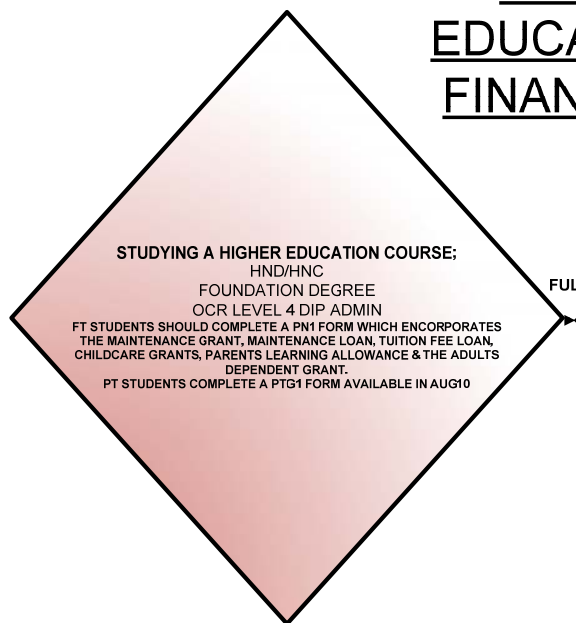 EDUCA
FINAN
STUDYING A HIGHER EDUCATION COURSE;
HND/HNC
FOUNDATION DEGREE
OCR LEVEL 4 DIP ADMIN
FT STUDENTS SHOULD COMPLETE A PN1 FORM WHICH ENCORPORATES
THE MAINTENANCE GRANT, MAINTENANCE LOAN, TUITION FEE LOAN,
CHILDCARE GRANTS, PARENTS LEARNING ALLOWANCE & THE ADULTS
DEPENDENT GRANT.
PT STUDENTS COMPLETE A PTG1 FORM AVAILABLE IN AUG10
FUL